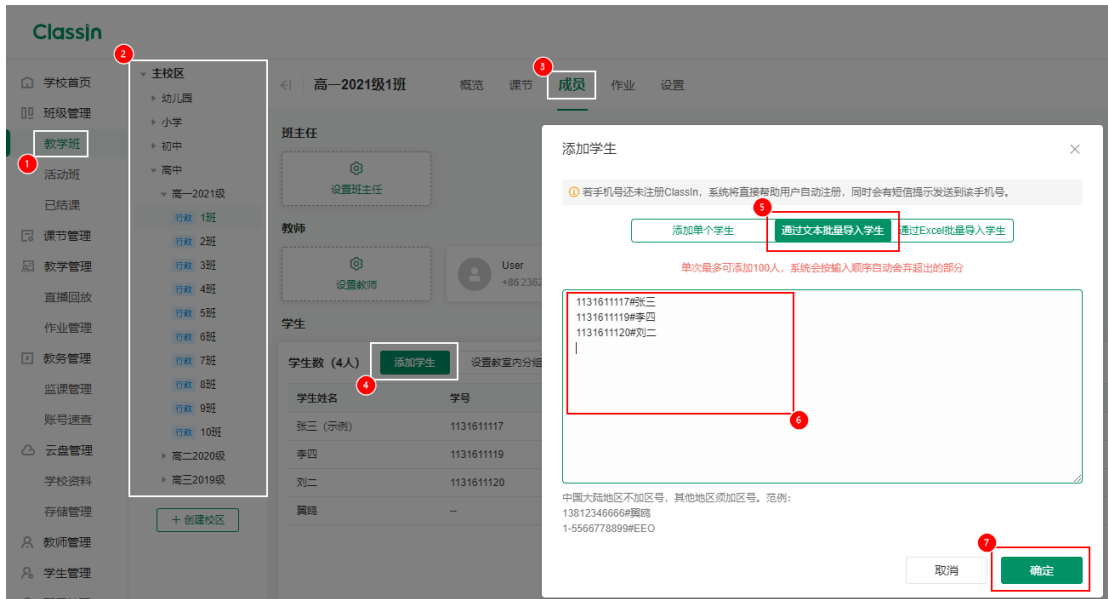 ClassIn
学校首页
班级管理
教学班
活动班
已结课
课节管理
教学管理
直播回放
作业管理
教务管理
监课管理
账号速查
云盘管理
学校资料
存储管理
教师管理
学生管理
1
2
主校区
幼儿园
小学
初中
高中
高一2021级
行政 1班
行政 2班
行政 3班
行政 4班
行政 5班
行政 6班
行政 7班
行政 8班
行政 9班
行政 10班
高二2020级
高三2019级
+ 创建校区
高一2021级1班 概览 课节 成员 作业 设置
3
班主任
设置班主任
教师
设置教师
User
+86 2362
学生
学生数（4人） 添加学生 设置教室内分组
4
学生姓名 学号
张三（示例） 1131611117
李四 1131611119
刘二 1131611120
翼鸥 --
添加学生
若手机号还未注册ClassIn，系统将直接帮助用户自动注册，同时会有短信提示发送到该手机号。
5
添加单个学生 通过文本批量导入学生 通过Excel批量导入学生
单次最多可添加100人，系统会按输入顺序自动舍弃超出的部分
1131611117#张三
1131611119#李四
1131611120#刘二
6
中国大陆地区不加区号，其他地区须加区号。范例：
13812346666#翼鸥
1-5566778899#EEO
7
取消 确定